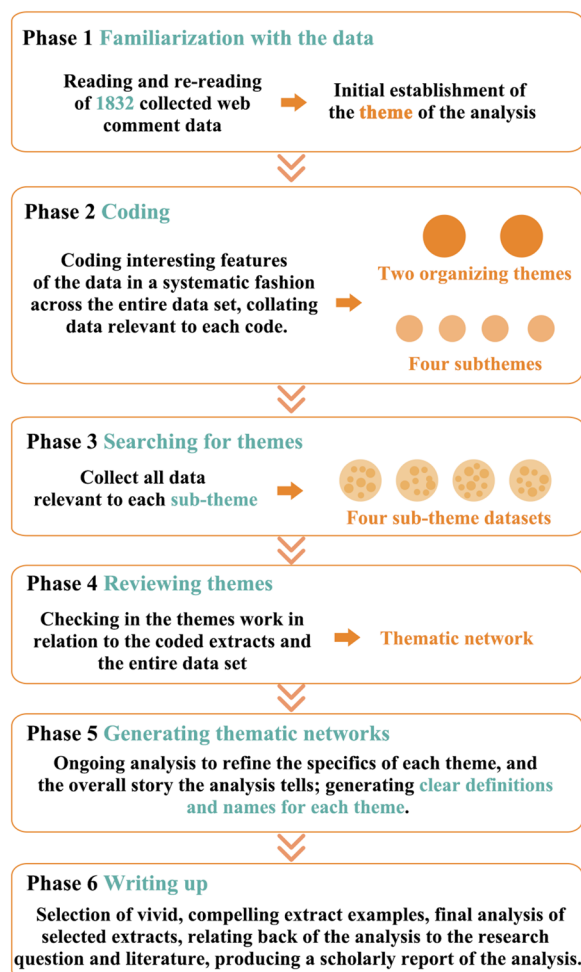 Phase 1 Familiarization with the data
Reading and re-reading
of 1832 collected web
comment data
Initial establishment of
the theme of the analysis
Phase 2 Coding
Coding interesting features
of the data in a systematic fashion
across the entire data set, collating
data relevant to each code.
Two organizing themes
Four subthemes
Phase 3 Searching for themes
Collect all data
relevant to each sub-theme
Four sub-theme datasets
Phase 4 Reviewing themes
Checking in the themes work in
relation to the coded extracts and
the entire data set
Thematic network
Phase 5 Generating thematic networks
Ongoing analysis to refine the specifics of each theme, and
the overall story the analysis tells; generating clear definitions
and names for each theme.
Phase 6 Writing up
Selection of vivid, compelling extract examples, final analysis of
selected extracts, relating back of the analysis to the research
question and literature, producing a scholarly report of the analysis.